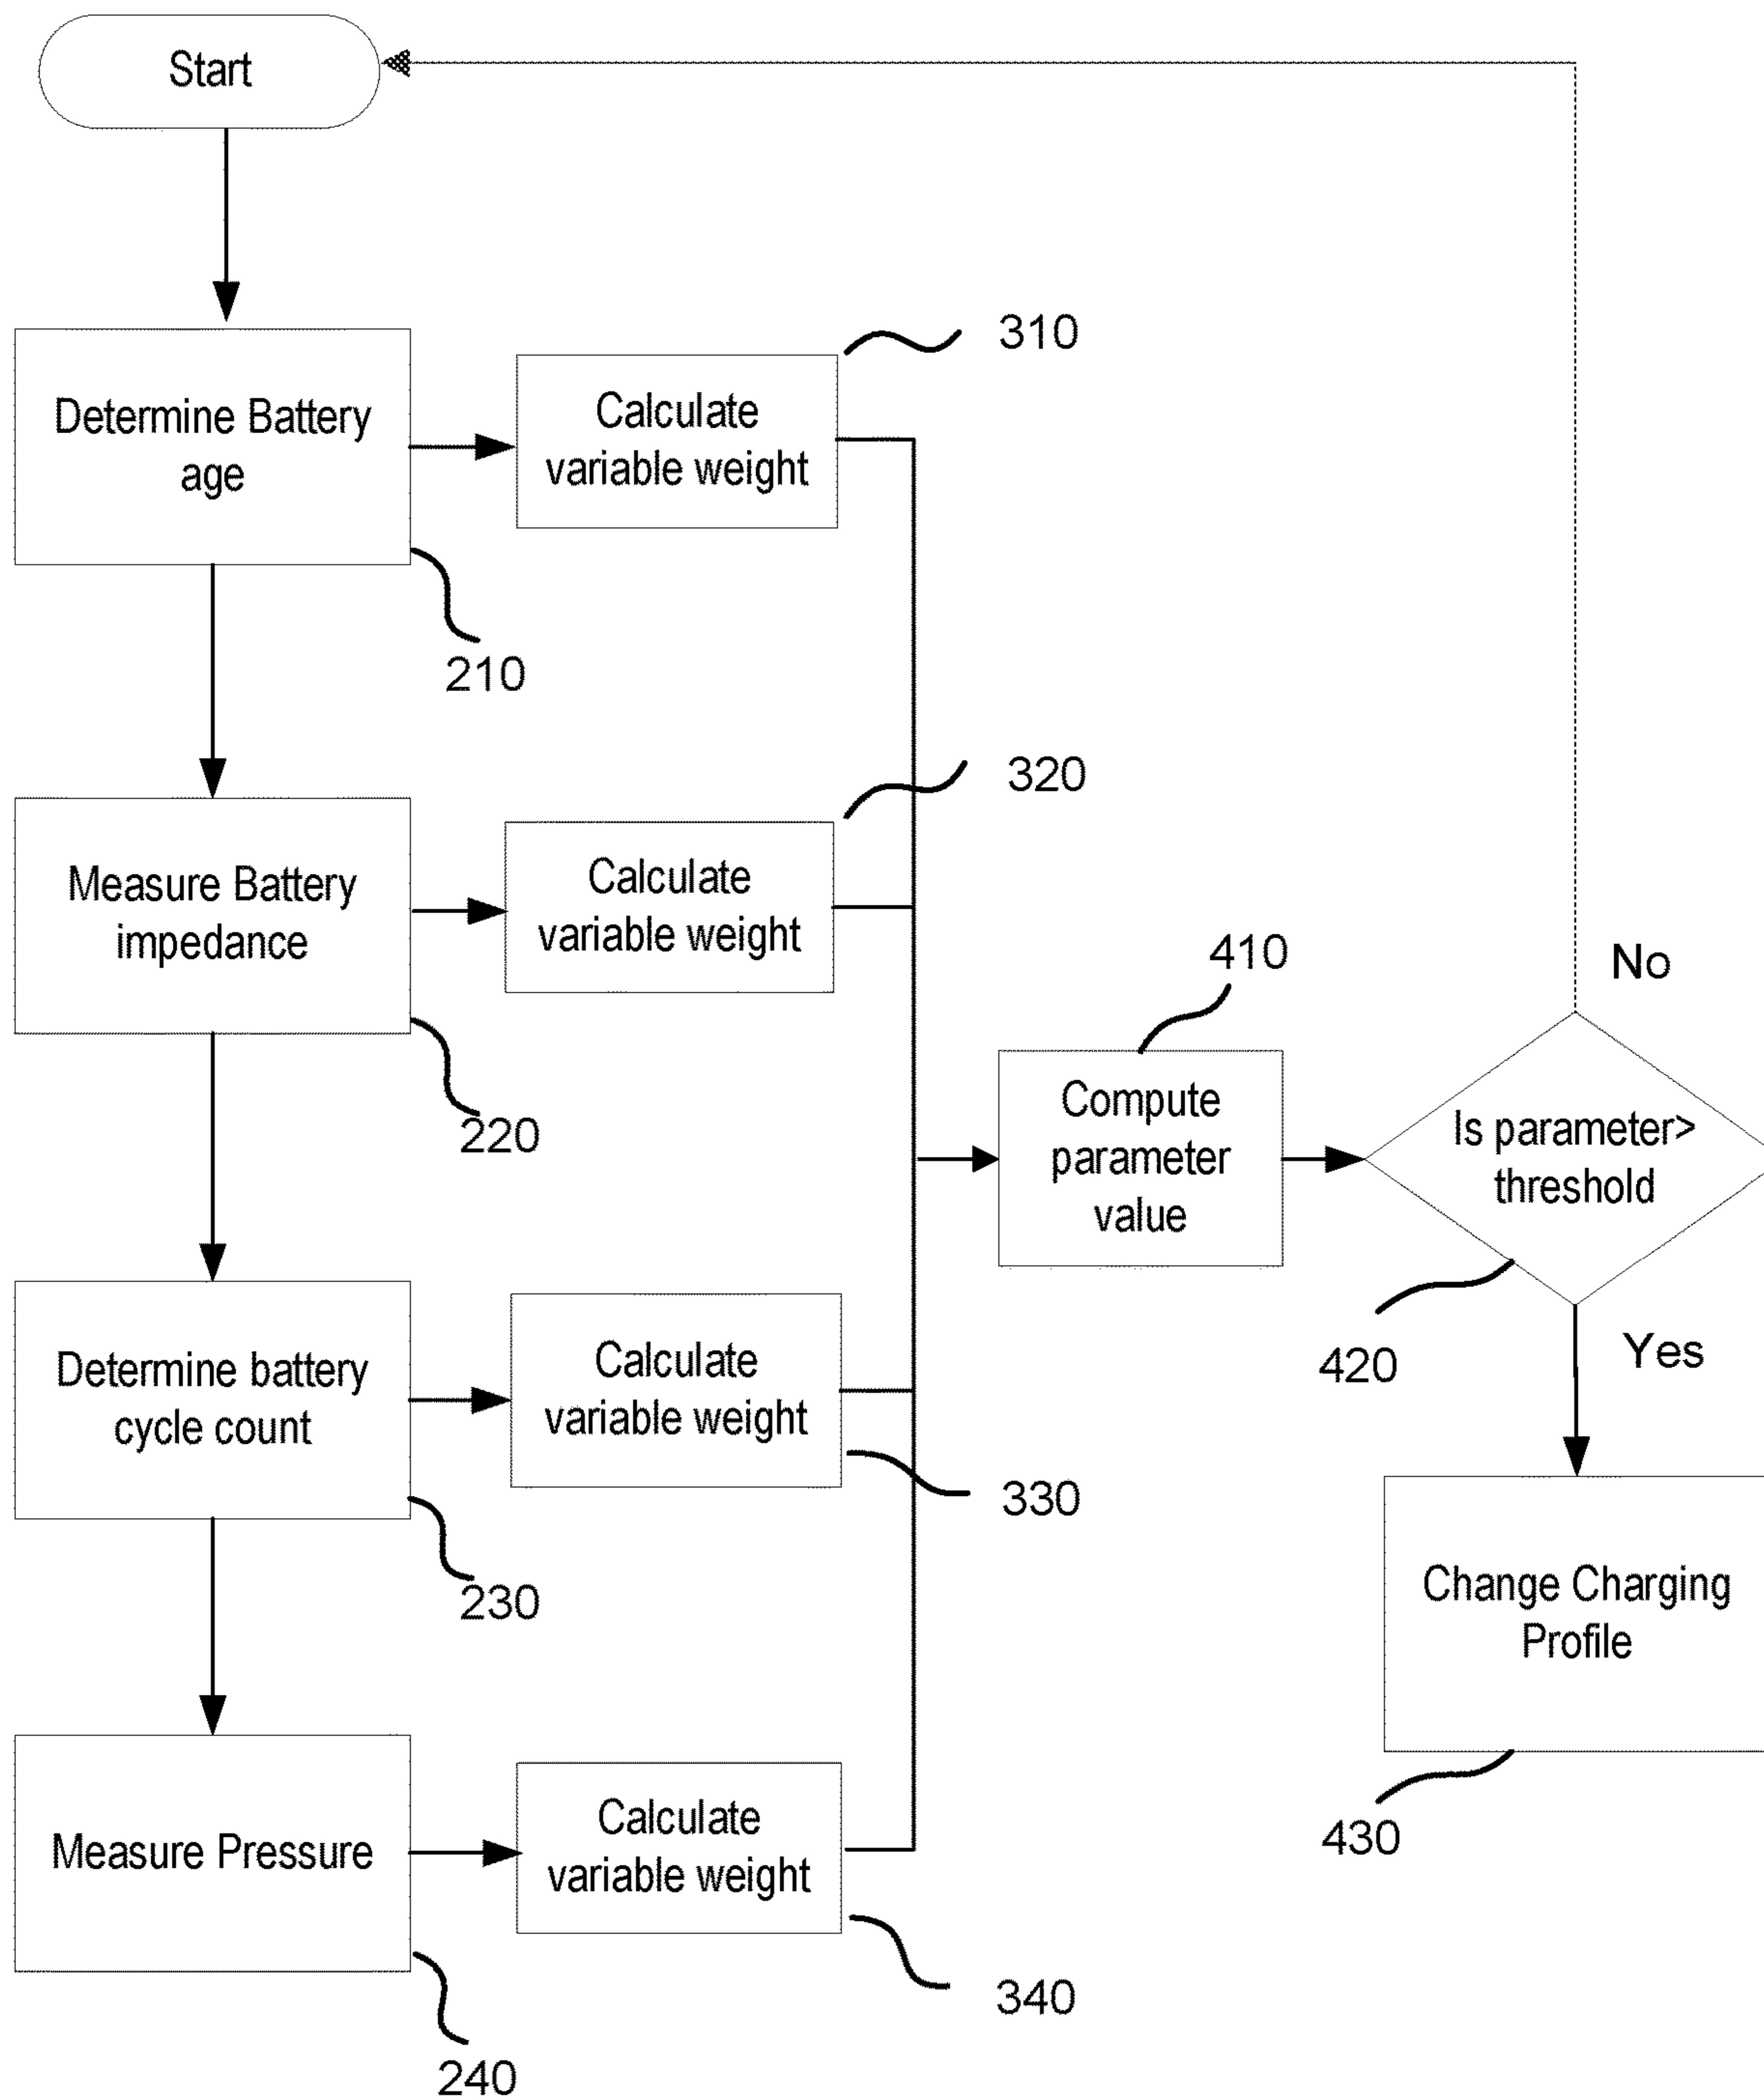 Start
Determine Battery
age
210
Calculate
variable weight
310
Measure Battery
impedance
220
Calculate
variable weight
320
Determine battery
cycle count
230
Calculate
variable weight
330
Measure Pressure
240
Calculate
variable weight
340
410
Compute
parameter
value
No
Is parameter>
threshold
420
Yes
Change Charging
Profile
430